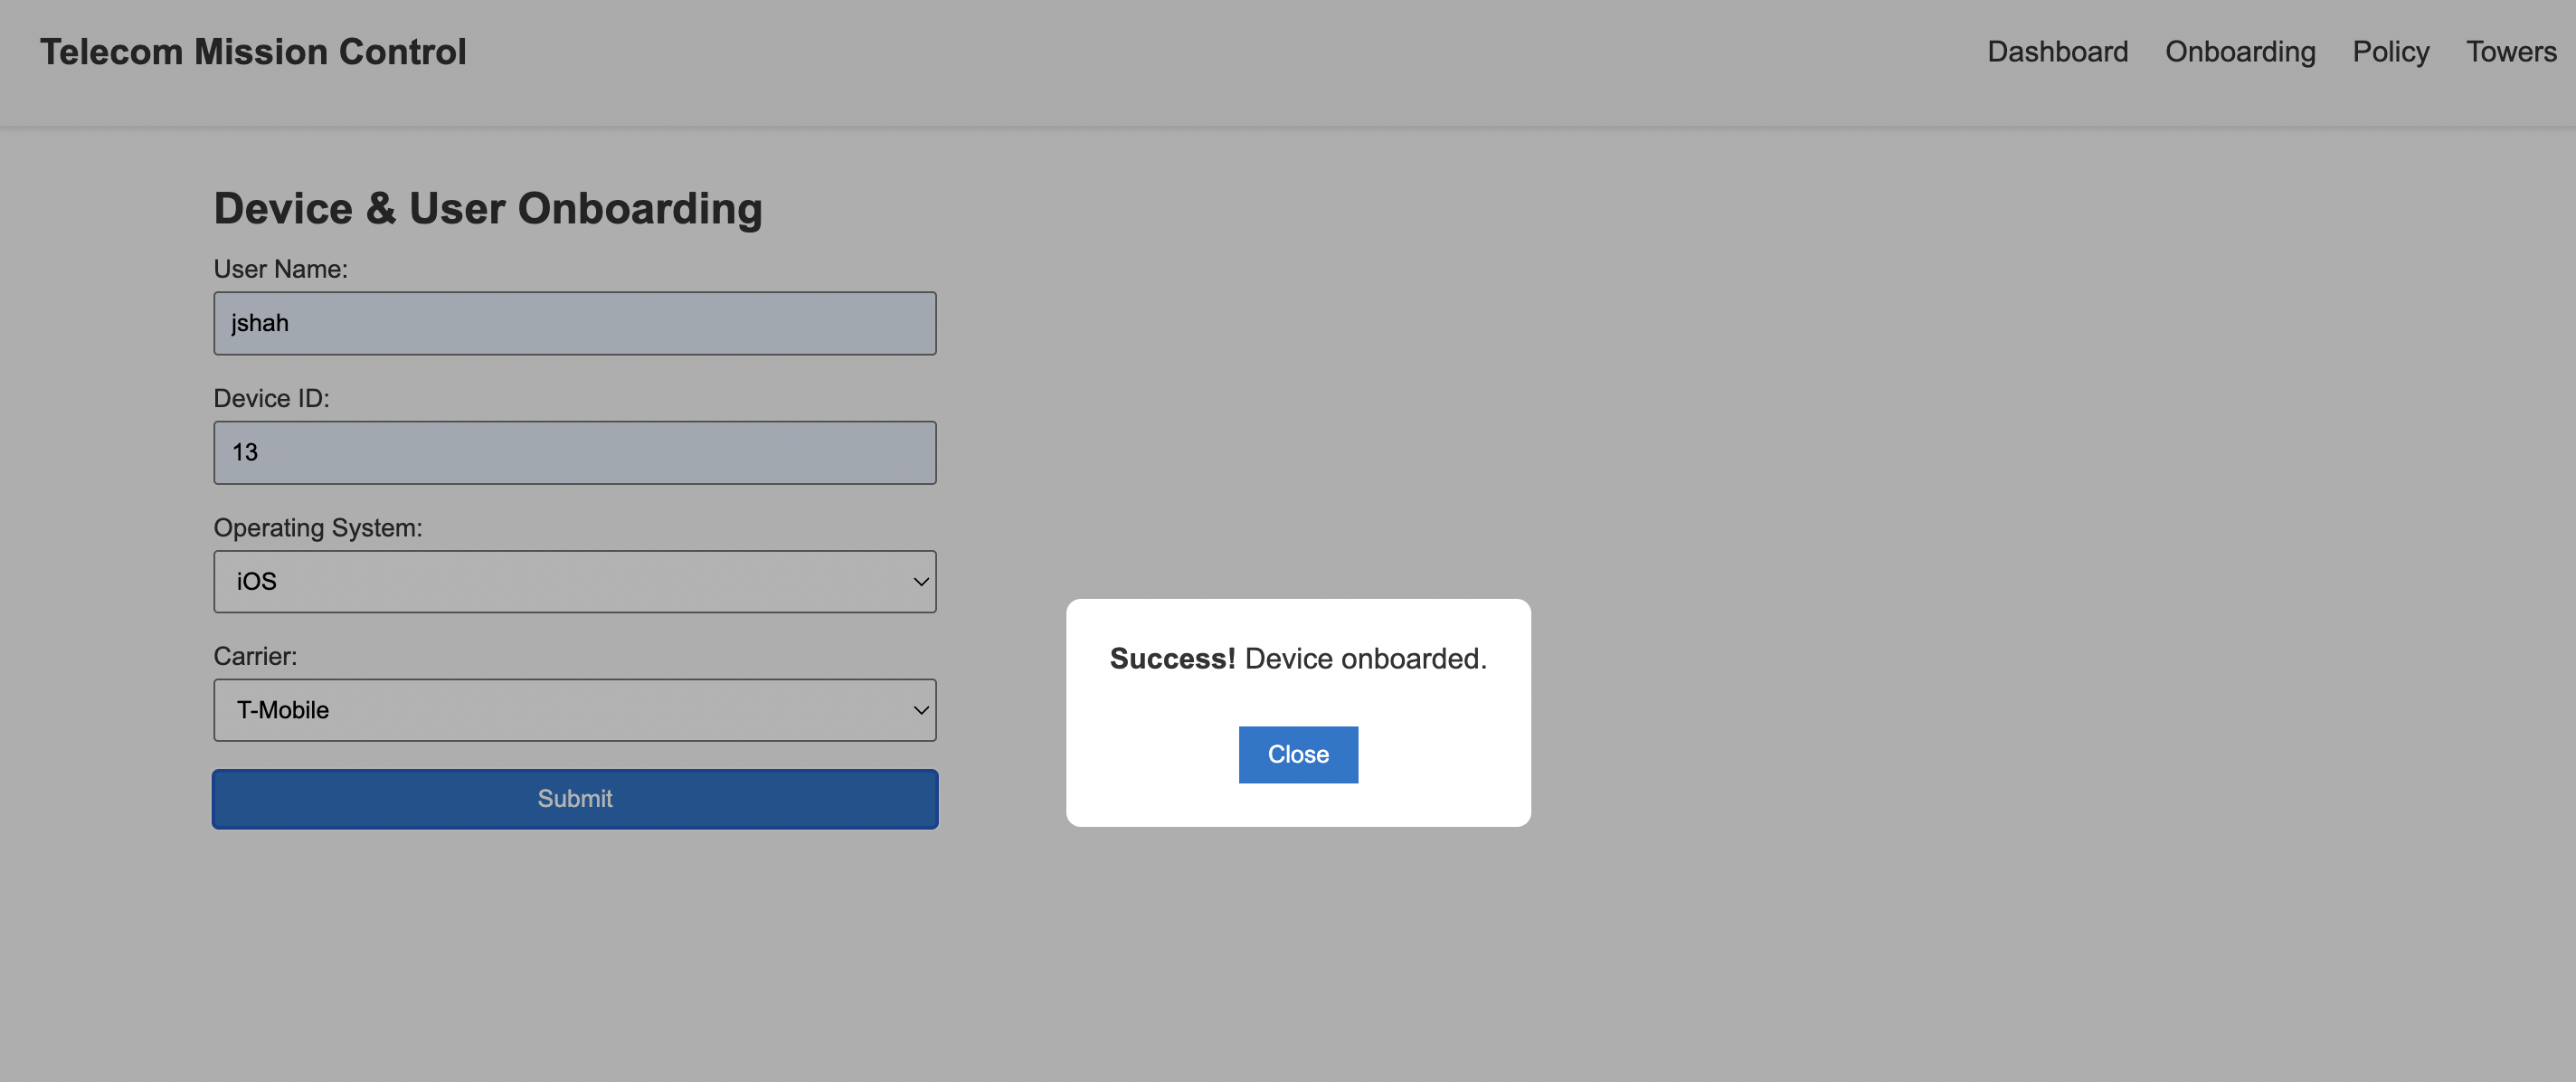 Telecom Mission Control
Dashboard Onboarding Policy Towers
Device & User Onboarding
User Name:
jshah
Device ID:
13
Operating System:
iOS
Carrier:
T-Mobile
Submit
Success! Device onboarded.
Close